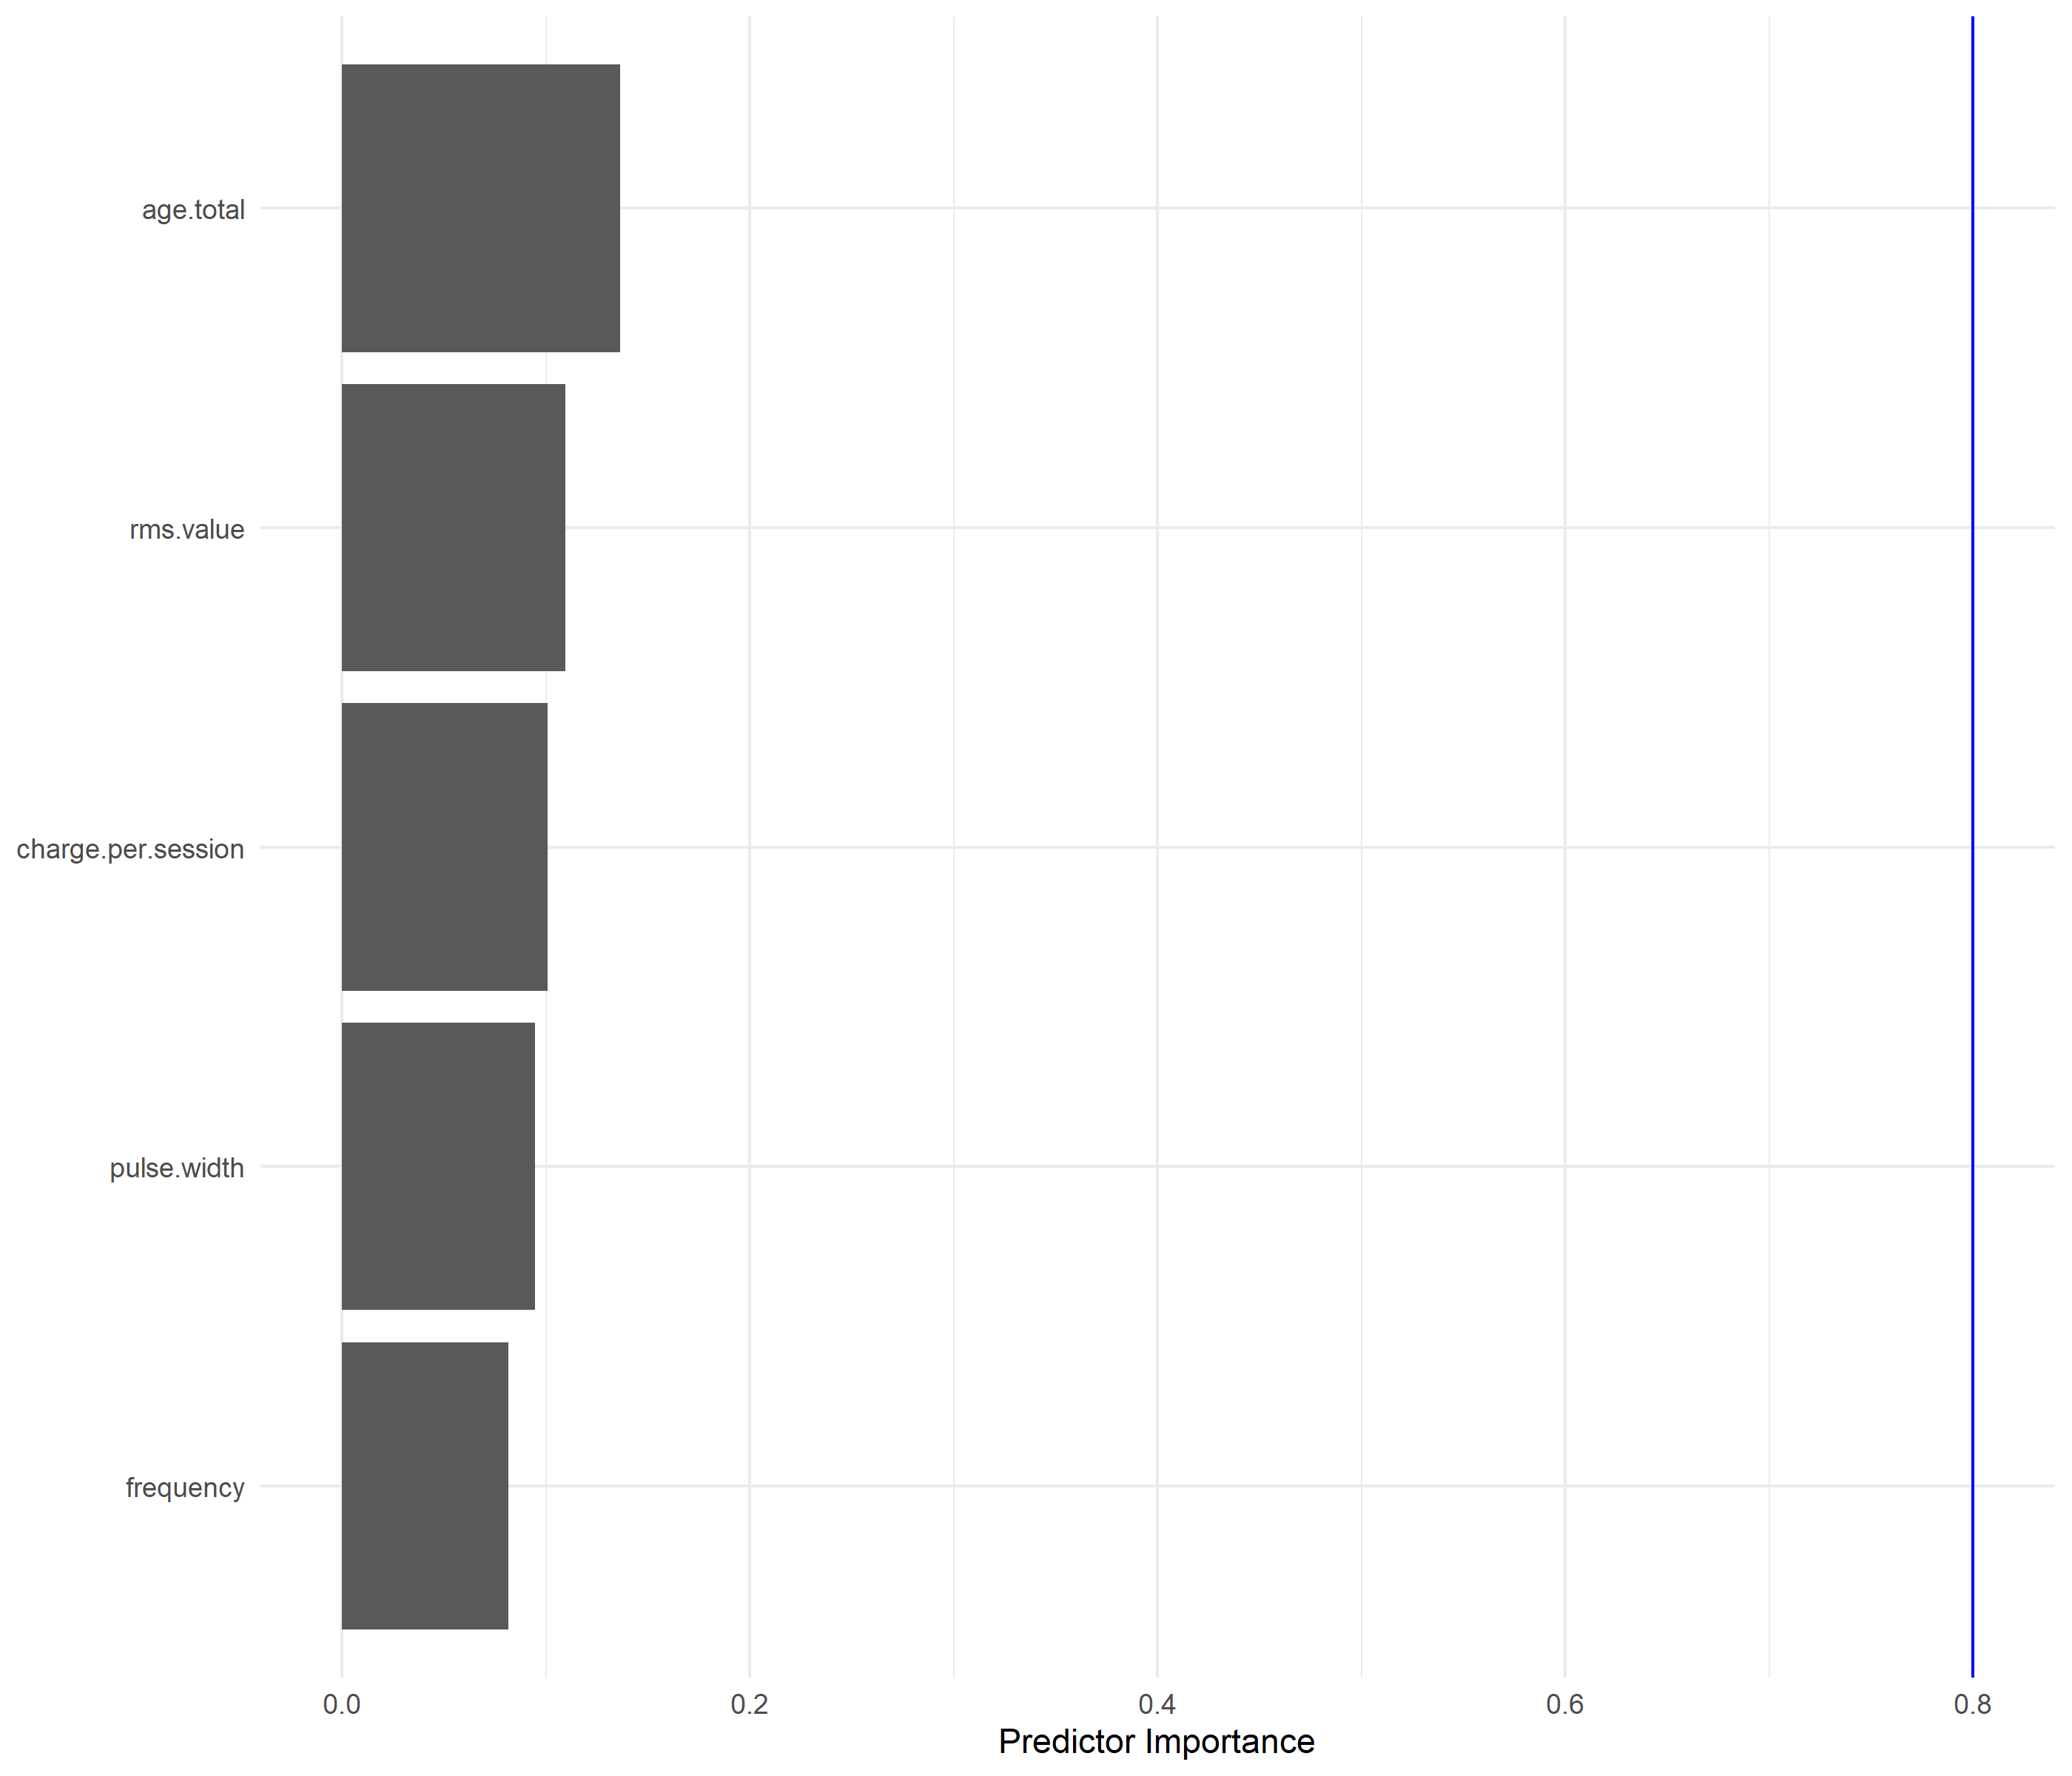 age.total
rms.value
charge.per.session
pulse.width
frequency
0.0 0.2 0.4 0.6 0.8
Predictor Importance